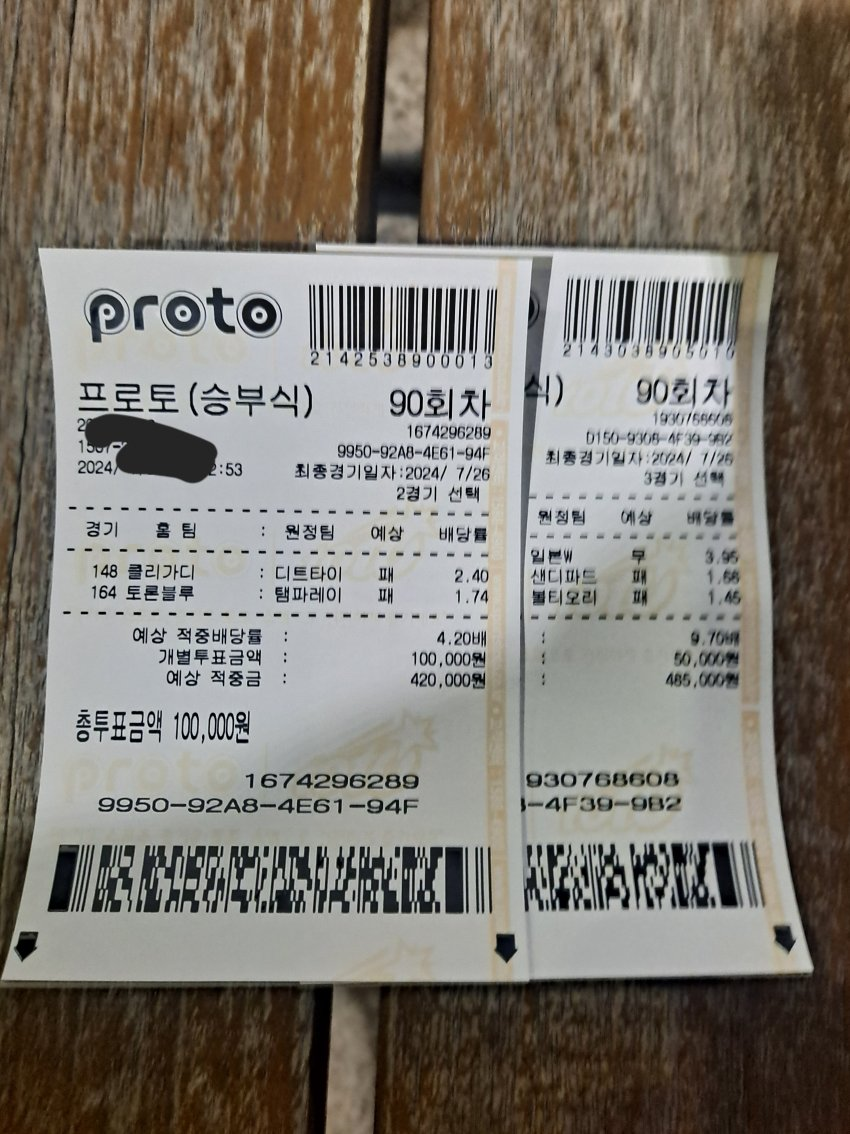 proto
2142538900013
프로토(승부식) 90회차
1674296289
9950-92A8-4E61-94F
2024/ 2:53 최종경기일자:2024/ 7/26
2경기 선택
경기 홈 팀 : 원정팀 예상 배당률
148 클리가디 : 디트타이 패 2.40
164 토론블루 : 탬파레이 패 1.74
예상 적중배당률 : 4.20배
개별투표금액 : 100,000원
예상 적중금 : 420,000원
총투표금액 100,000원
1674296289
9950-92A8-4E61-94F
2143038905010
식) 90회차
1930768608
D150-9308-4F39-9B2
최종경기일자:2024/ 7/26
3경기 선택
원정팀 예상 배당률
일본W 무 3.95
샌디파드 패 1.66
볼티오리 패 1.45
: 9.70배
: 50,000원
: 485,000원
930768608
-4F39-9B2